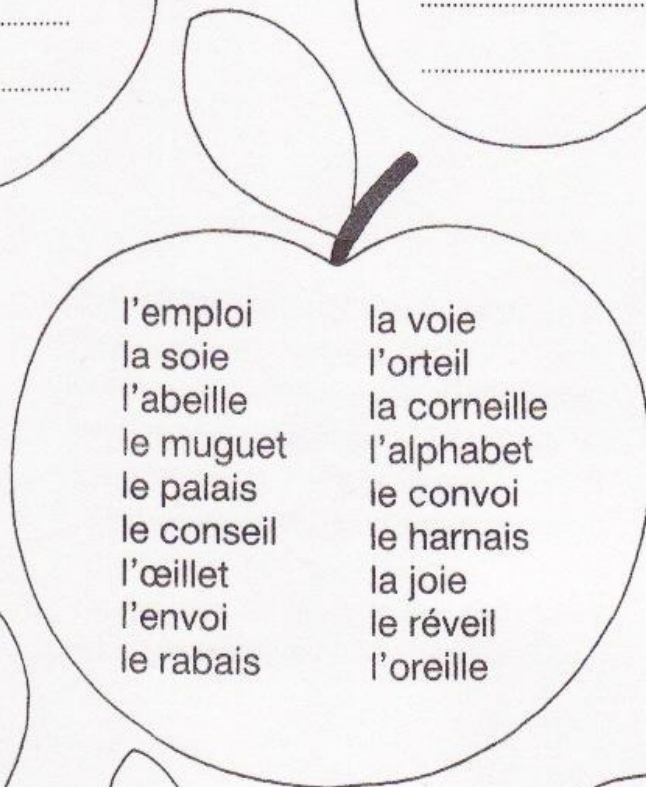 l'emploi
la soie
l'abeille
le muguet
le palais
le conseil
l'œillet
l'envoi
le rabais
la voie
l'orteil
la corneille
l'alphabet
le convoi
le harnais
la joie
le réveil
l'oreille